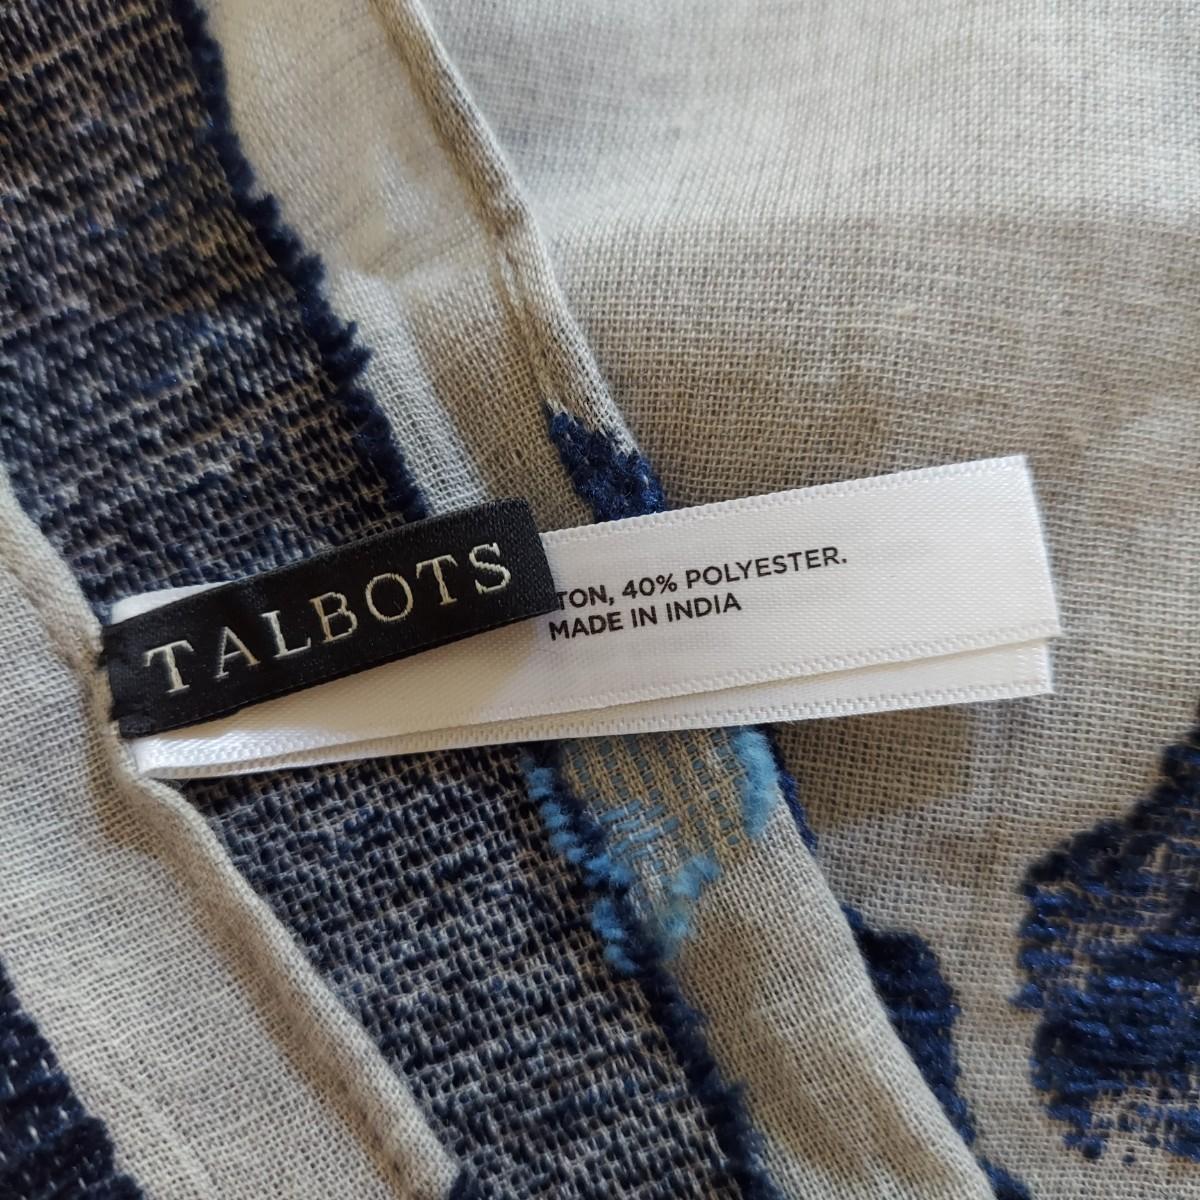 TALBOTS
TON, 40% POLYESTER.
MADE IN INDIA